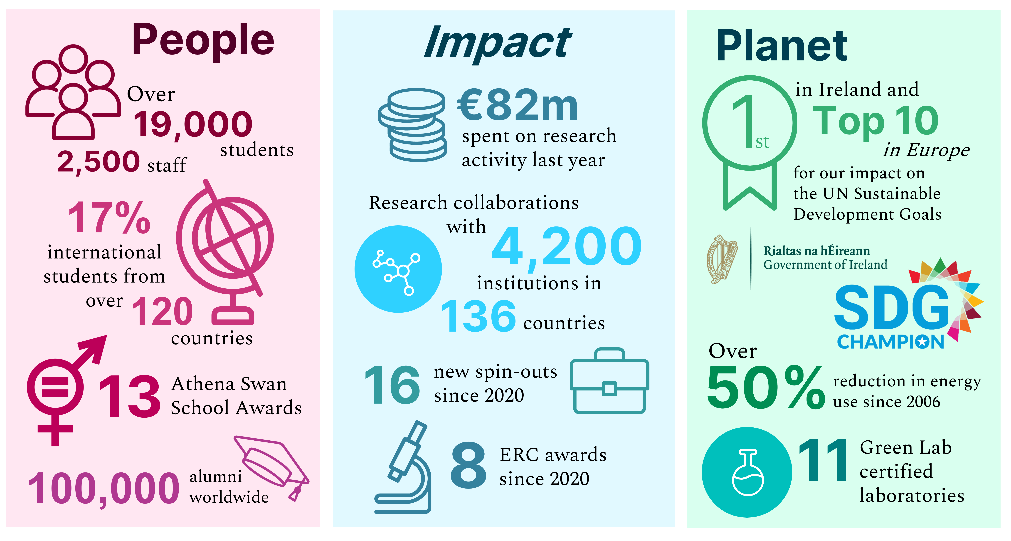 People
Over
19,000
students
2,500 staff
17%
international
students from
over 120
countries
13 Athena Swan
School Awards
100,000 alumni
worldwide
Impact
€82m
spent on research
activity last year
Research collaborations
with 4,200
institutions in
136 countries
16 new spin-outs
since 2020
8 ERC awards
since 2020
Planet
1st
in Ireland and
Top 10
in Europe
for our impact on
the UN Sustainable
Development Goals
Rialtas na hÉireann
Government of Ireland
SDG
CHAMPION
Over
50% reduction in energy
use since 2006
11 Green Lab
certified
laboratories